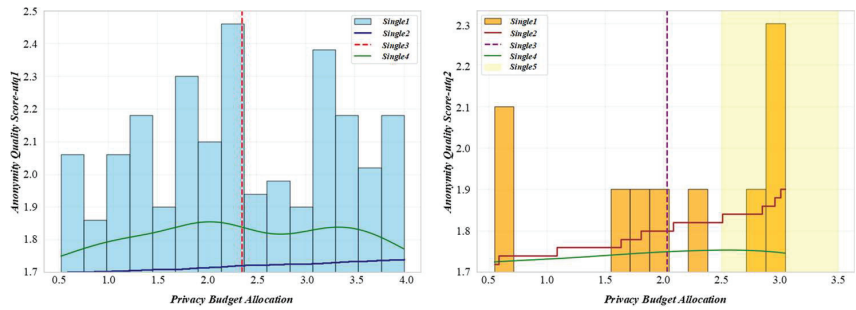 Anonymity Quality Score-utq1
2.5
2.4
2.3
2.2
2.1
2.0
1.9
1.8
1.7
0.5 1.0 1.5 2.0 2.5 3.0 3.5 4.0
Privacy Budget Allocation
Single1
Single2
Single3
Single4
Anonymity Quality Score-utq2
2.3
2.2
2.1
2.0
1.9
1.8
1.7
0.5 1.0 1.5 2.0 2.5 3.0 3.5
Privacy Budget Allocation
Single1
Single2
Single3
Single4
Single5